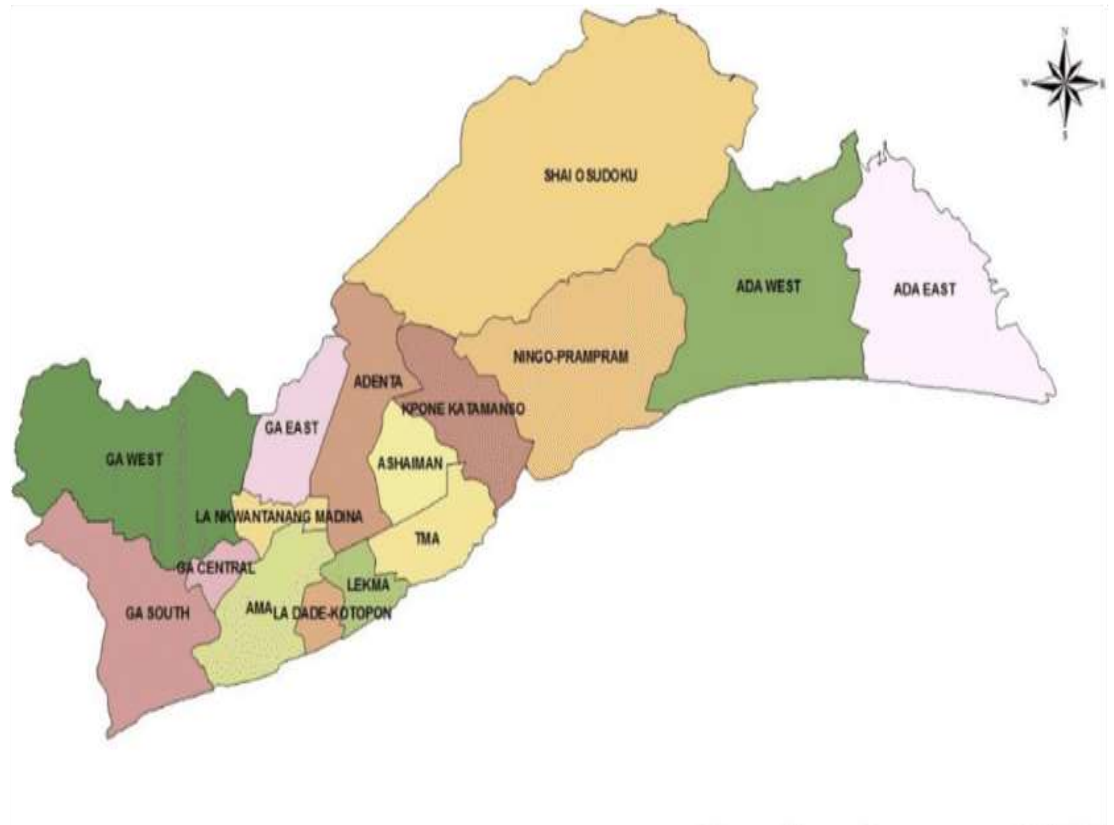 N
W
E
S
SHAI OSUDOKU
ADA WEST
ADA EAST
NINGO-PRAMPRAM
ADENTA
KPONE KATAMANSO
GA EAST
GA WEST
ASHAIMAN
LA NKWANTANANG MADINA
TMA
GA CENTRAL
LEKMA
GA SOUTH
AMA
LA DADE-KOTOPON